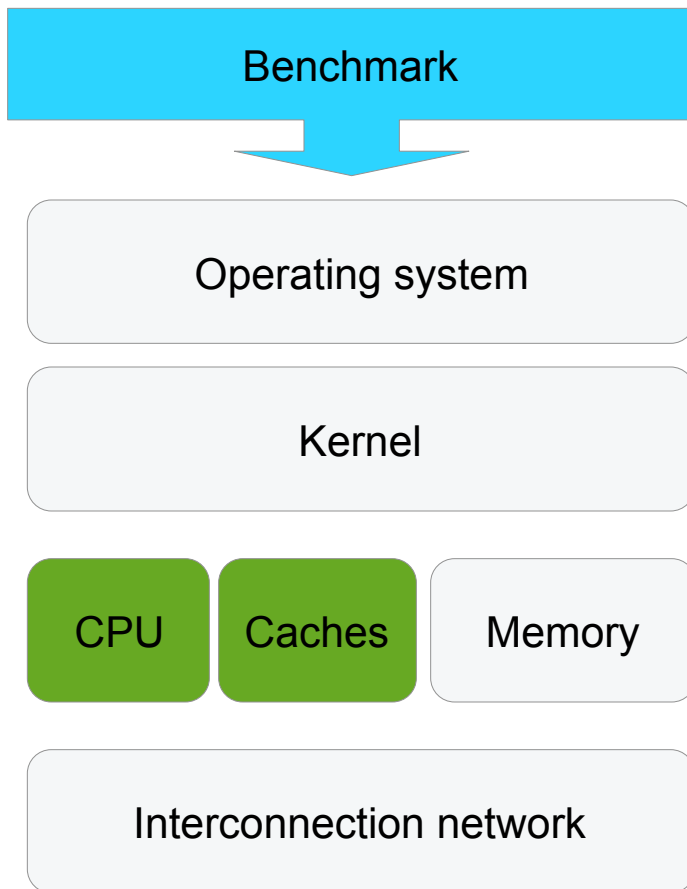 Benchmark
Operating system
Kernel
CPU
Caches
Memory
Interconnection network